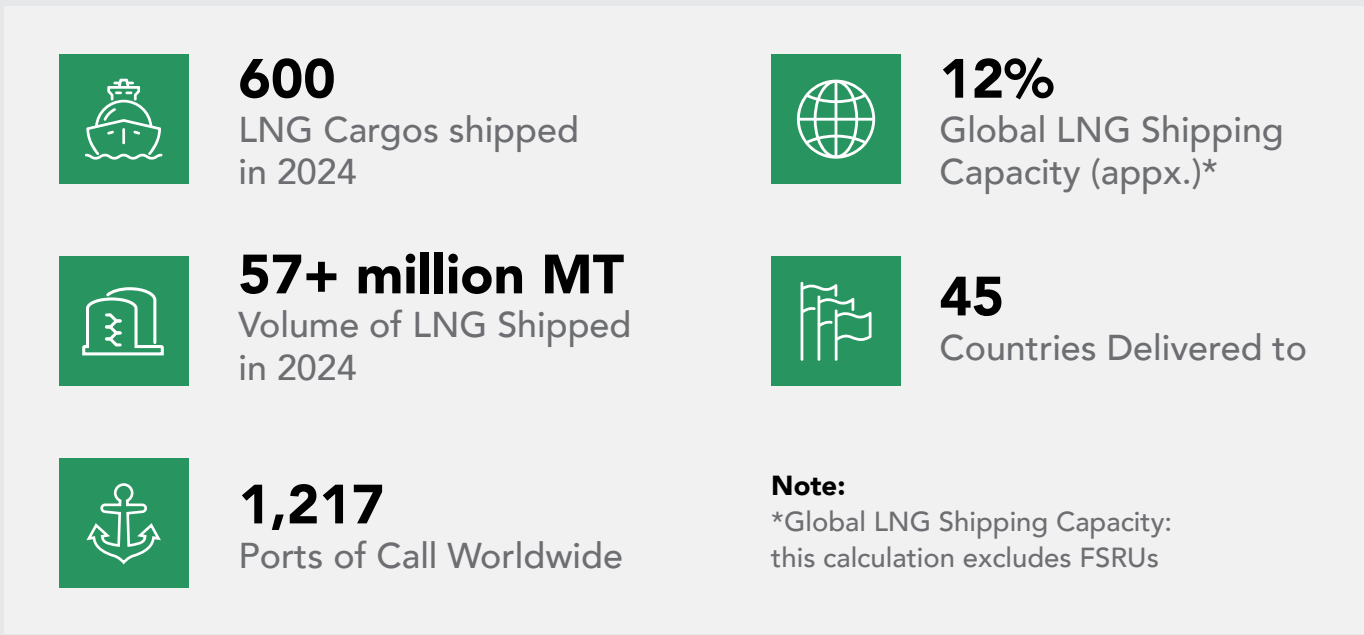 600
LNG Cargos shipped
in 2024
57+ million MT
Volume of LNG Shipped
in 2024
1,217
Ports of Call Worldwide
12%
Global LNG Shipping
Capacity (appx.)*
45
Countries Delivered to
Note:
*Global LNG Shipping Capacity:
this calculation excludes FSRUs